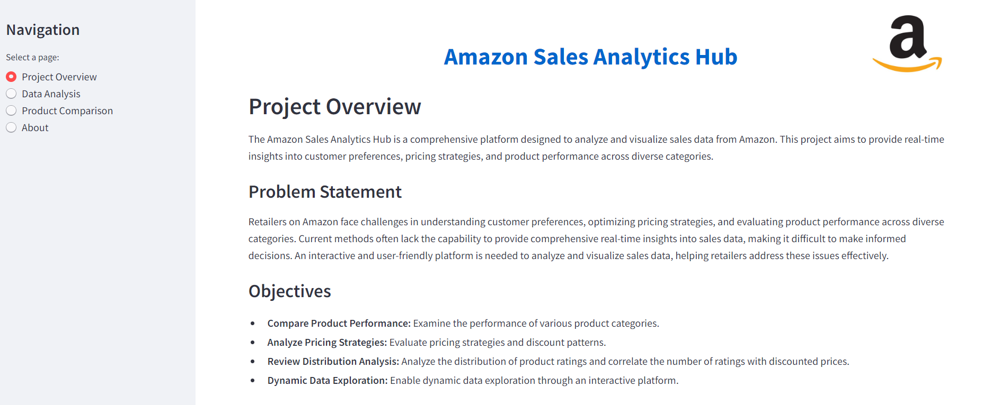 Navigation
Select a page:
Project Overview
Data Analysis
Product Comparison
About
a
Amazon Sales Analytics Hub
Project Overview
The Amazon Sales Analytics Hub is a comprehensive platform designed to analyze and visualize sales data from Amazon. This project aims to provide real-time
insights into customer preferences, pricing strategies, and product performance across diverse categories.
Problem Statement
Retailers on Amazon face challenges in understanding customer preferences, optimizing pricing strategies, and evaluating product performance across diverse
categories. Current methods often lack the capability to provide comprehensive real-time insights into sales data, making it difficult to make informed
decisions. An interactive and user-friendly platform is needed to analyze and visualize sales data, helping retailers address these issues effectively.
Objectives
• Compare Product Performance: Examine the performance of various product categories.
• Analyze Pricing Strategies: Evaluate pricing strategies and discount patterns.
• Review Distribution Analysis: Analyze the distribution of product ratings and correlate the number of ratings with discounted prices.
• Dynamic Data Exploration: Enable dynamic data exploration through an interactive platform.